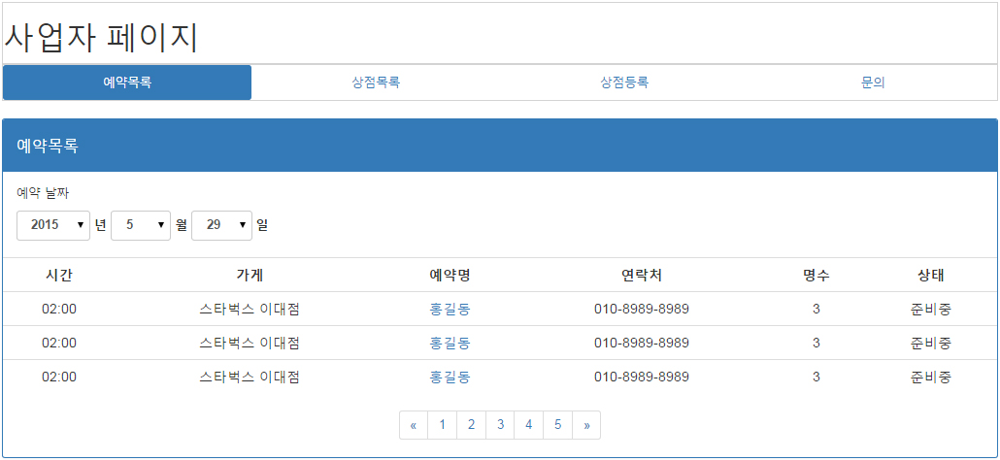 사업자 페이지
예약목록 상점목록 상점등록 문의
예약목록
예약 날짜
2015 년 5 월 29 일
시간 가게 예약명 연락처 명수 상태
02:00 스타벅스 이대점 홍길동 010-8989-8989 3 준비중
02:00 스타벅스 이대점 홍길동 010-8989-8989 3 준비중
02:00 스타벅스 이대점 홍길동 010-8989-8989 3 준비중
« 1 2 3 4 5 »